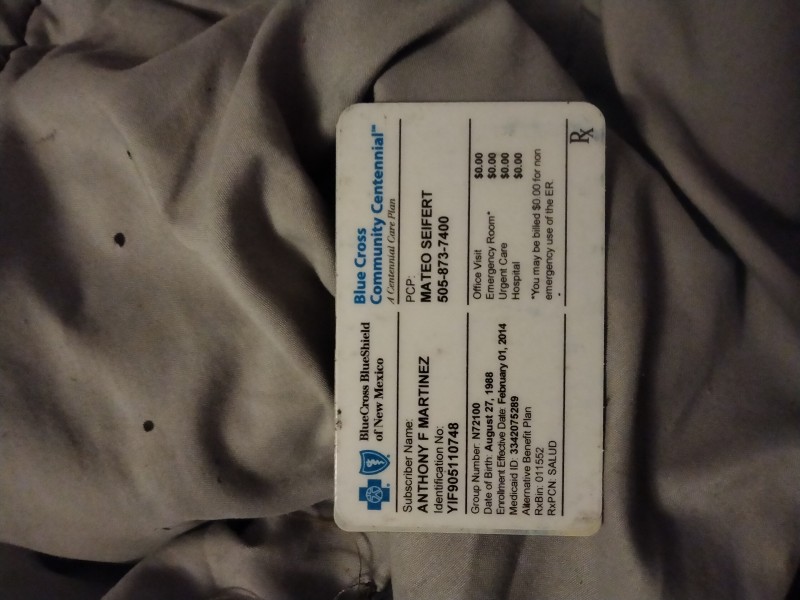 BlueCross BlueShield
of New Mexico
Blue Cross
Community Centennial℠
A Centennial Care Plan
Subscriber Name:
ANTHONY F MARTINEZ
Identification No:
YIF905110748
PCP:
MATEO SEIFERT
505-873-7400
Group Number: N72100
Date of Birth: August 27, 1988
Enrollment Effective Date: February 01, 2014
Medicaid ID: 3342075289
Alternative Benefit Plan
RxBin: 011552
RxPCN: SALUD
Office Visit $0.00
Emergency Room* $0.00
Urgent Care $0.00
Hospital $0.00
*You may be billed $0.00 for non
emergency use of the ER.
Rx